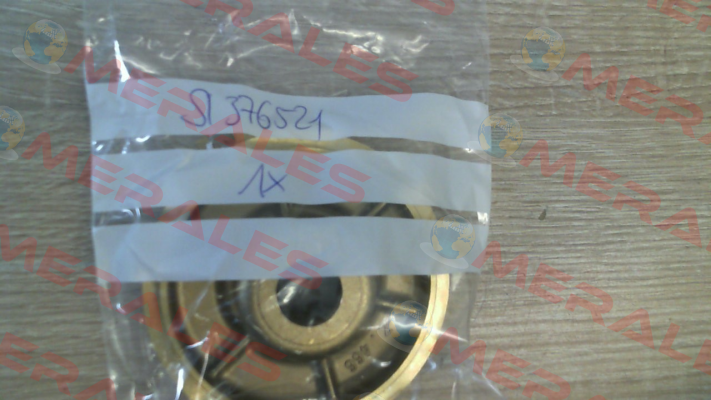 SI 376521
1x
MERALES